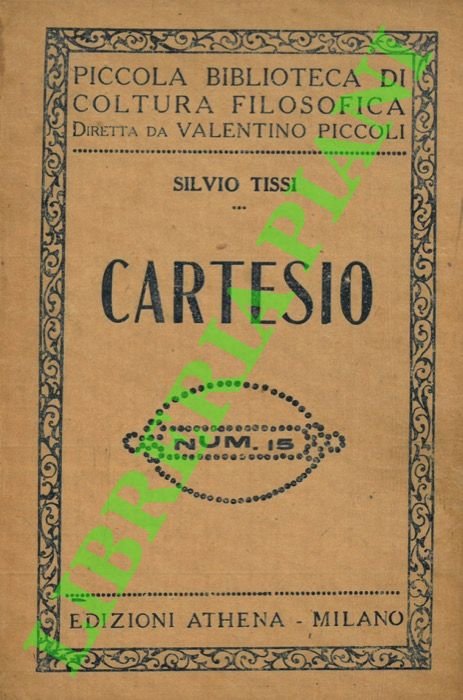 PICCOLA BIBLIOTECA DI
COLTURA FILOSOFICA
DIRETTA DA VALENTINO PICCOLI
SILVIO TISSI
CARTESIO
NUM. 15
EDIZIONI ATHENA - MILANO
LIBRERIA PIANI